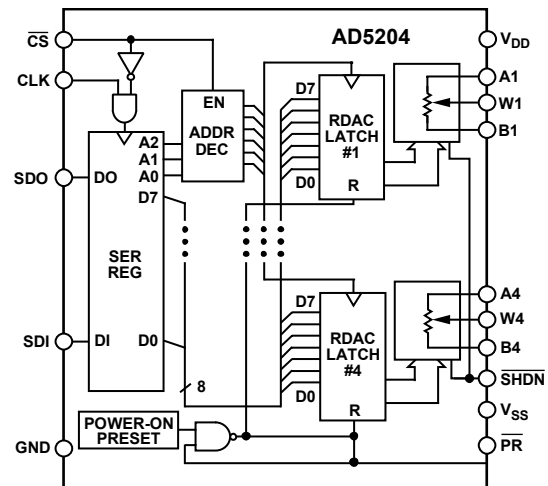 AD5204
CS
VDD
CLK
A1
W1
B1
EN
ADDR
DEC
D7
RDAC
LATCH
#1
D0
R
A2
A1
A0
SDO
DO
D7
SER
REG
A4
W4
B4
D7
RDAC
LATCH
#4
D0
R
SDI
DI
D0
SHDN
8
VSS
POWER-ON
PRESET
GND
PR